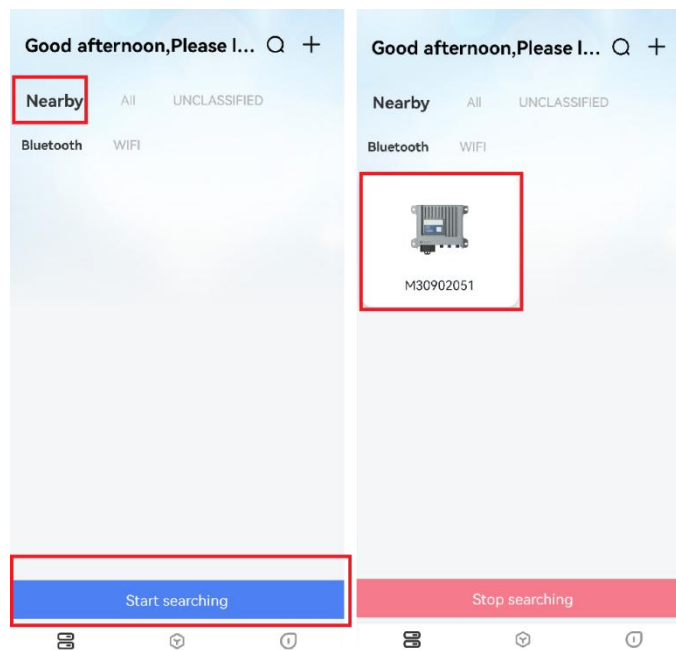 Good afternoon,Please l...
Nearby All UNCLASSIFIED
Bluetooth WIFI
Start searching
Good afternoon,Please l...
Nearby All UNCLASSIFIED
Bluetooth WIFI
M30902051
Stop searching